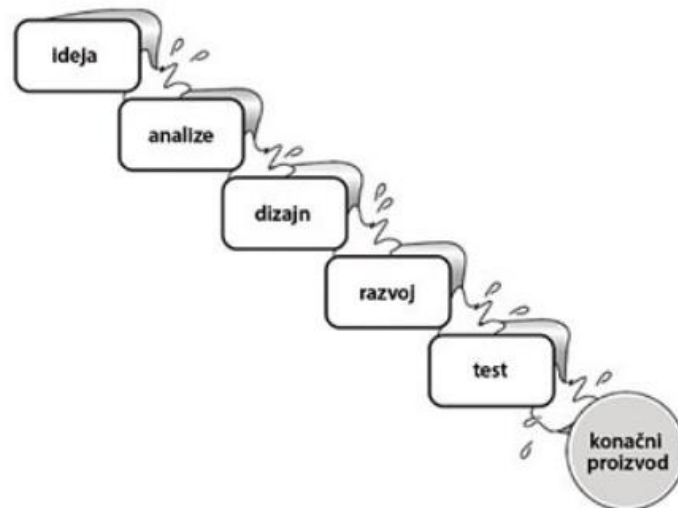 ideja
analize
dizajn
razvoj
test
konačni
proizvod